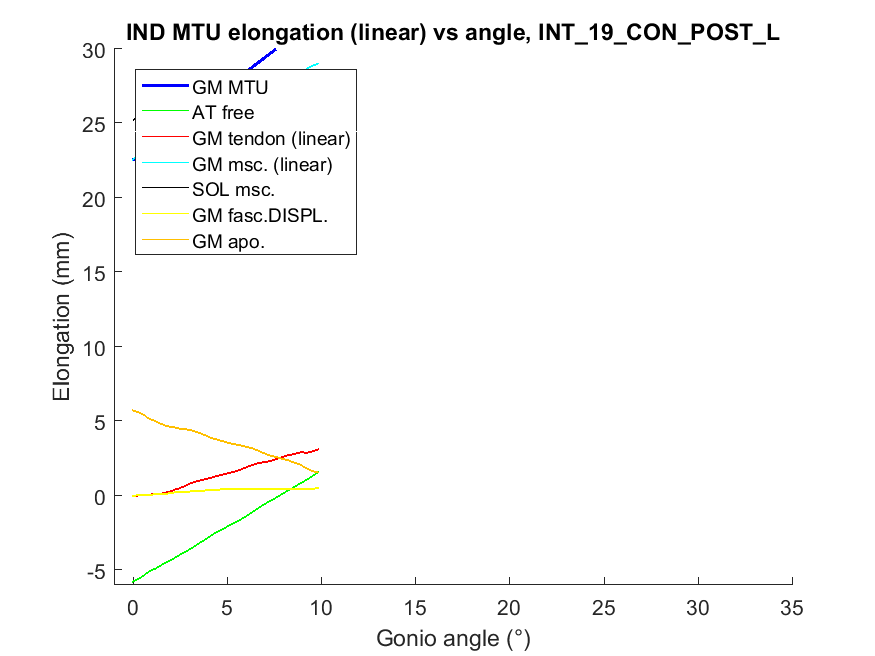 IND MTU elongation (linear) vs angle, INT_19_CON_POST_L
30
25
20
15
10
5
0
-5
Elongation (mm)
GM MTU
AT free
GM tendon (linear)
GM msc. (linear)
SOL msc.
GM fasc.DISPL.
GM apo.
0 5 10 15 20 25 30 35
Gonio angle (°)